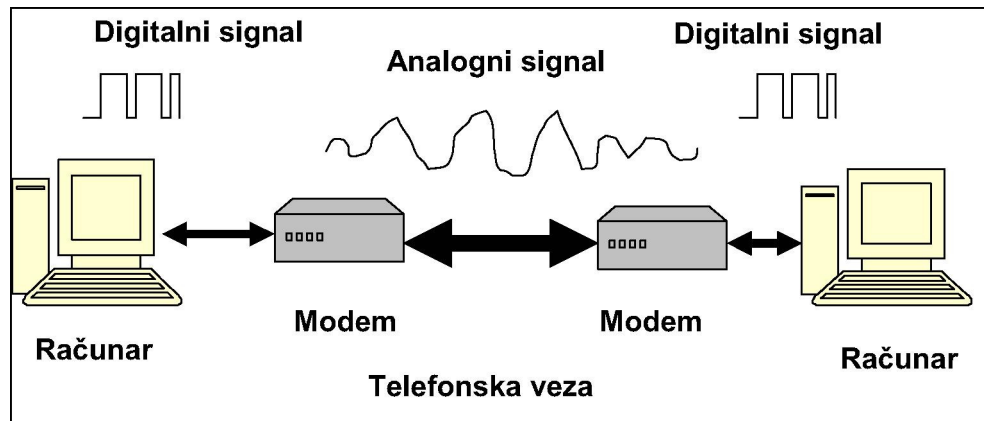 Digitalni signal
Digitalni signal
Analogni signal
Modem
Modem
Računar
Računar
Telefonska veza